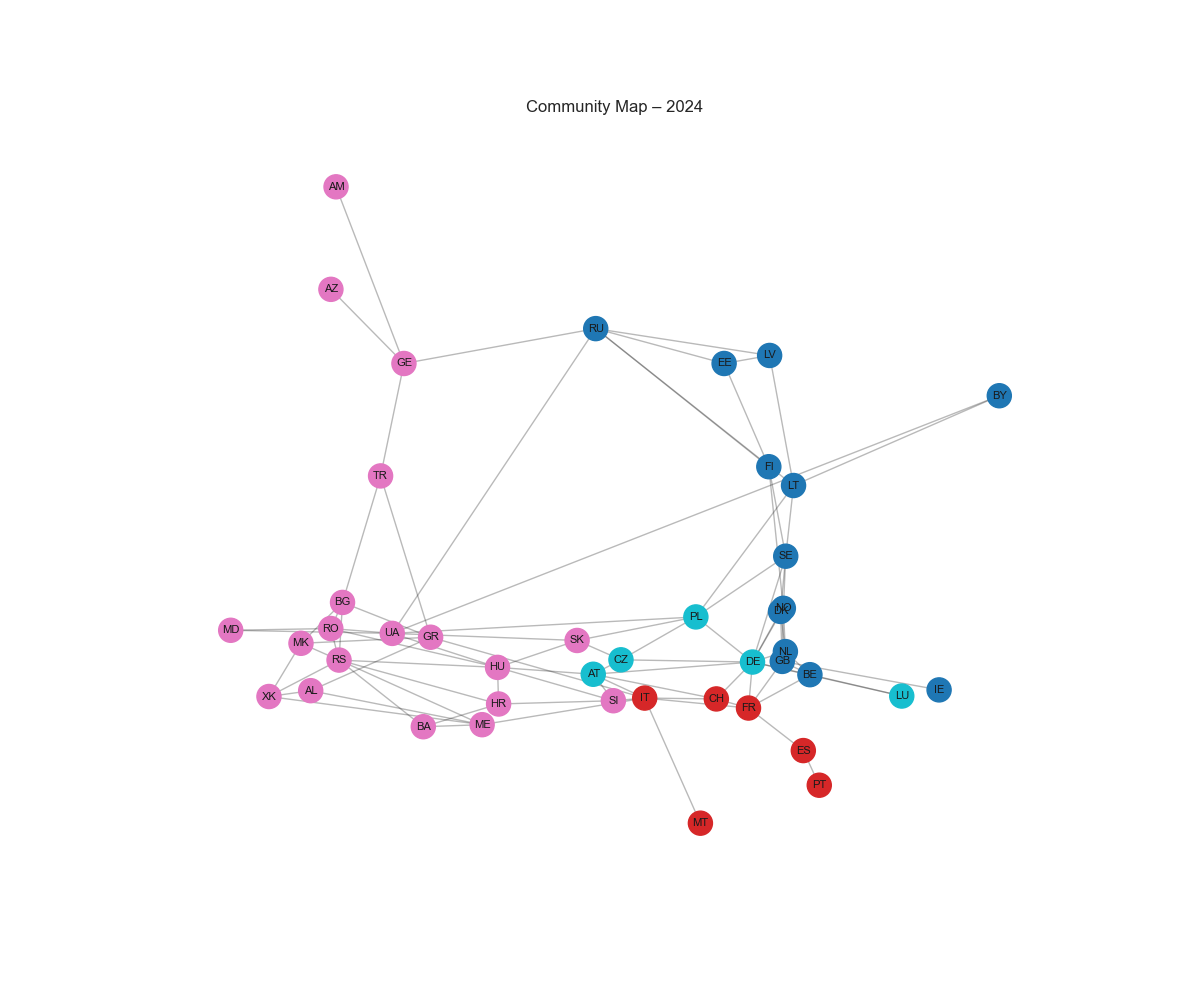 Community Map – 2024
AM
AZ
RU
LV
EE
GE
BY
FI
TR
LT
SE
BG
NO
DK
PL
RO
MD
UA
GR
SK
MK
NL
CZ
RS
GB
DE
HU
AT
BE
IE
AL
LU
XK
IT
CH
SI
HR
FR
ME
BA
ES
PT
MT